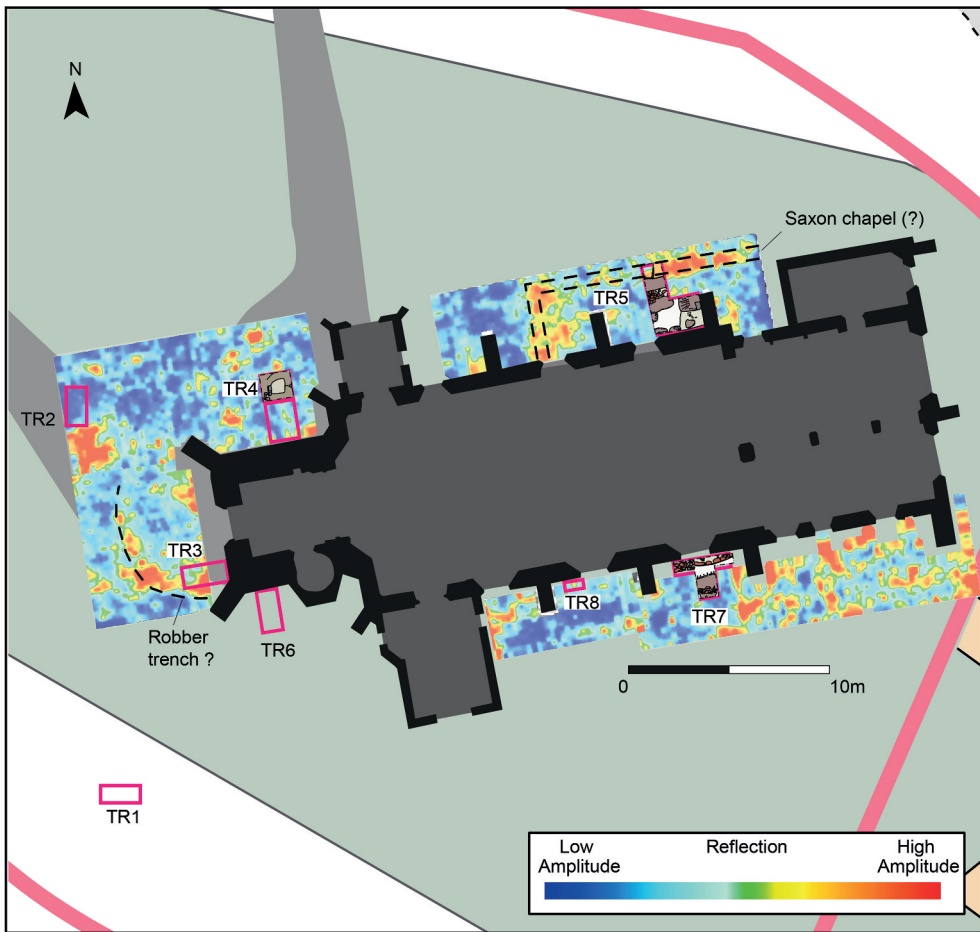 N
Saxon chapel (?)
TR5
TR4
TR2
TR3
Robber
trench ?
TR6
TR8
TR7
0
10m
TR1
Low
Amplitude
Reflection
High
Amplitude